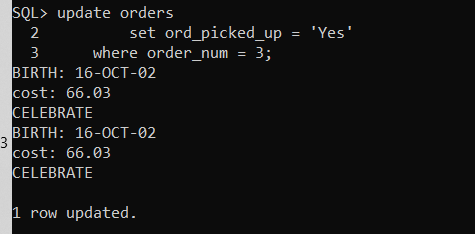 SQL> update orders
  2         set ord_picked_up = 'Yes'
  3     where order_num = 3;
BIRTH: 16-OCT-02
cost: 66.03
CELEBRATE
BIRTH: 16-OCT-02
3
cost: 66.03
CELEBRATE

1 row updated.